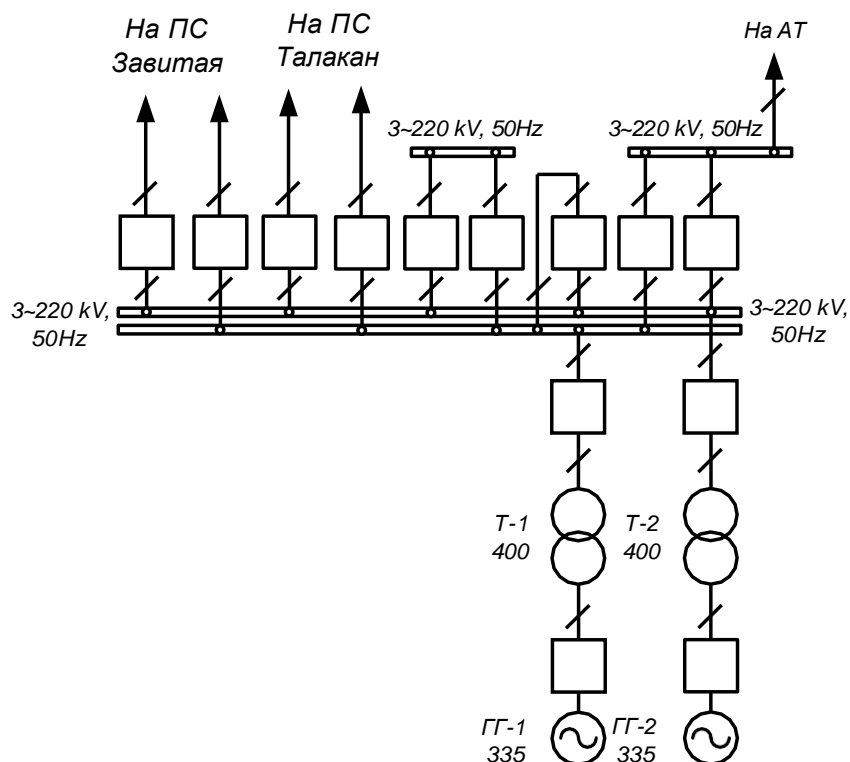 На ПС
Завитая
На ПС
Талакан
На АТ
3~220 kV, 50Hz
3~220 kV, 50Hz
3~220 kV,
50Hz
3~220 kV,
50Hz
Т-1
400
Т-2
400
ГГ-1
335
ГГ-2
335